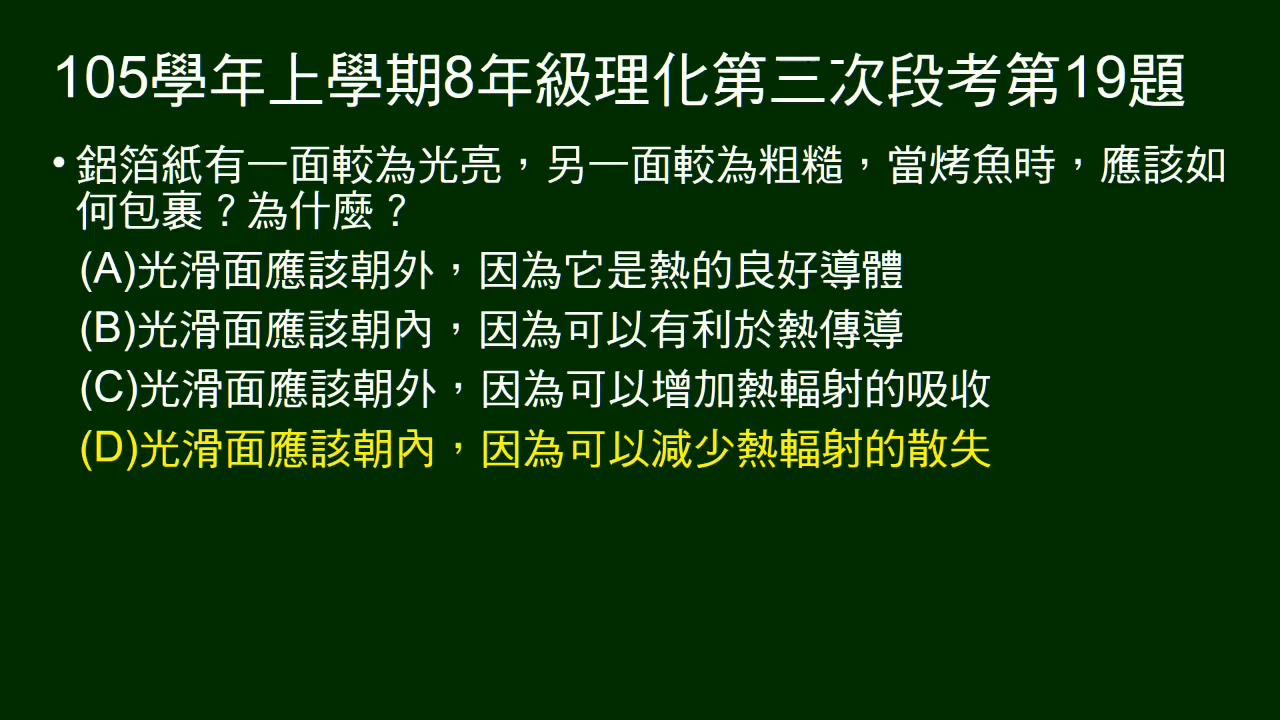 105學年上學期8年級理化第三次段考第19題
• 鋁箔紙有一面較為光亮，另一面較為粗糙，當烤魚時，應該如
何包裹？為什麼？
(A)光滑面應該朝外，因為它是熱的良好導體
(B)光滑面應該朝內，因為可以有利於熱傳導
(C)光滑面應該朝外，因為可以增加熱輻射的吸收
(D)光滑面應該朝內，因為可以減少熱輻射的散失